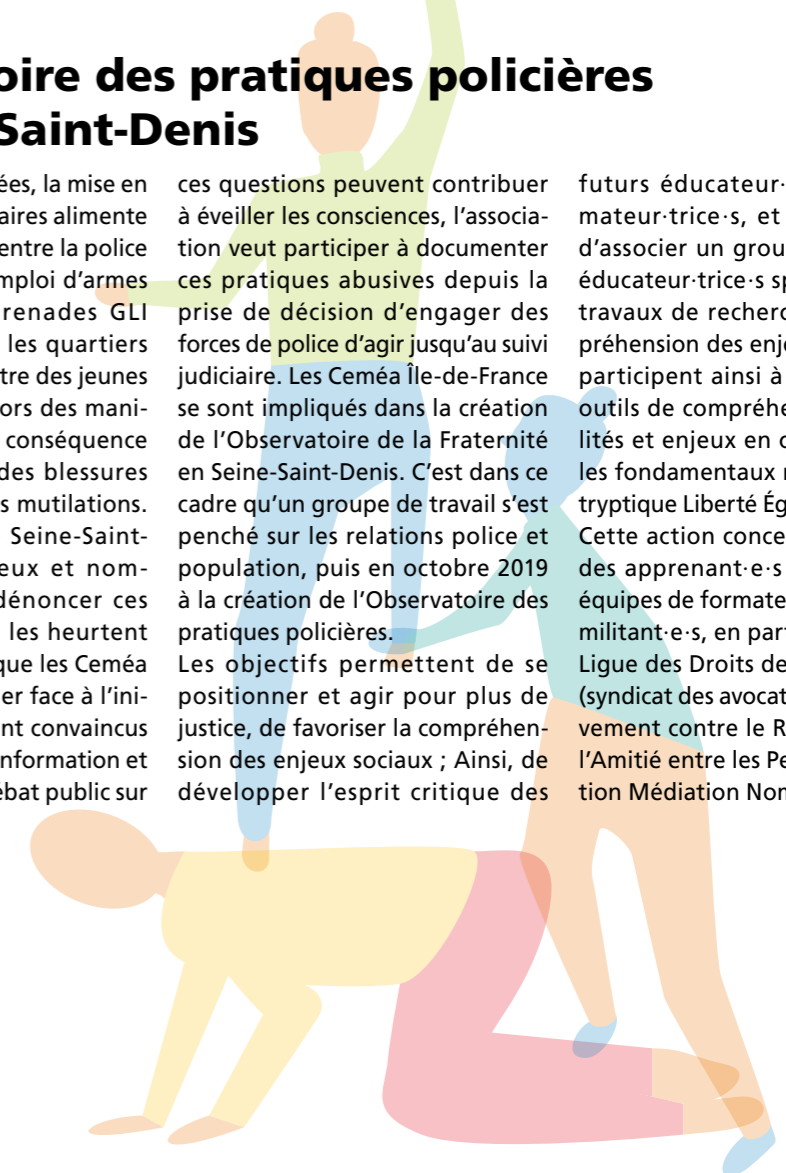 oire des pratiques policières
Saint-Denis
ées, la mise en
aires alimente
entre la police
mploi d'armes
renades GLI
les quartiers
tre des jeunes
ors des mani-
conséquence
des blessures
s mutilations.
Seine-Saint-
eux et nom-
dénoncer ces
les heurtent
que les Ceméa
er face à l'ini-
nt convaincus
nformation et
ébat public sur
ces questions peuvent contribuer
à éveiller les consciences, l'associa-
tion veut participer à documenter
ces pratiques abusives depuis la
prise de décision d'engager des
forces de police d'agir jusqu'au suivi
judiciaire. Les Ceméa Île-de-France
se sont impliqués dans la création
de l'Observatoire de la Fraternité
en Seine-Saint-Denis. C'est dans ce
cadre qu'un groupe de travail s'est
penché sur les relations police et
population, puis en octobre 2019
à la création de l'Observatoire des
pratiques policières.
Les objectifs permettent de se
positionner et agir pour plus de
justice, de favoriser la compréhen-
sion des enjeux sociaux ; Ainsi, de
développer l'esprit critique des
futurs éducateur·
mateur·trice·s, et
d'associer un grou
éducateur·trice·s sp
travaux de recherc
préhension des enje
participent ainsi à
outils de compréhe
lités et enjeux en c
les fondamentaux r
tryptique Liberté Ég
Cette action conce
des apprenant·e·s
équipes de formate
militant·e·s, en part
Ligue des Droits de
(syndicat des avocat
vement contre le R
l'Amitié entre les Pe
tion Médiation Non